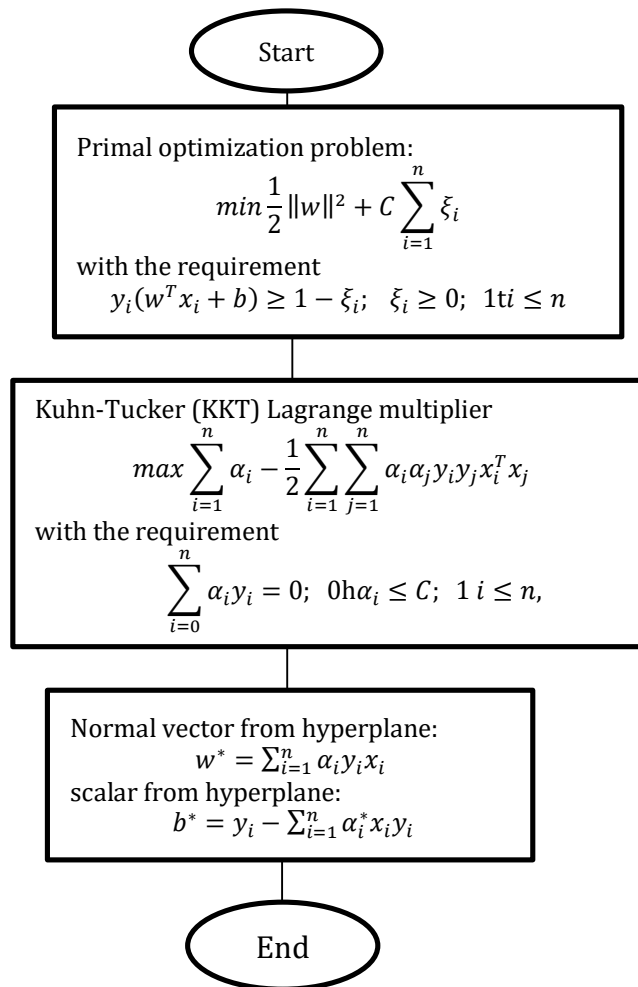 Start
Primal optimization problem:
min 1/2 ‖w‖² + C ∑_{i=1}^{n} ξ_i
with the requirement
y_i(w^T x_i + b) ≥ 1 − ξ_i; ξ_i ≥ 0; 1ti ≤ n
Kuhn-Tucker (KKT) Lagrange multiplier
max ∑_{i=1}^{n} α_i − 1/2 ∑_{i=1}^{n} ∑_{j=1}^{n} α_i α_j y_i y_j x_i^T x_j
with the requirement
∑_{i=0}^{n} α_i y_i = 0; 0hα_i ≤ C; 1 i ≤ n,
Normal vector from hyperplane:
w* = ∑_{i=1}^{n} α_i y_i x_i
scalar from hyperplane:
b* = y_i − ∑_{i=1}^{n} α_i^* x_i y_i
End